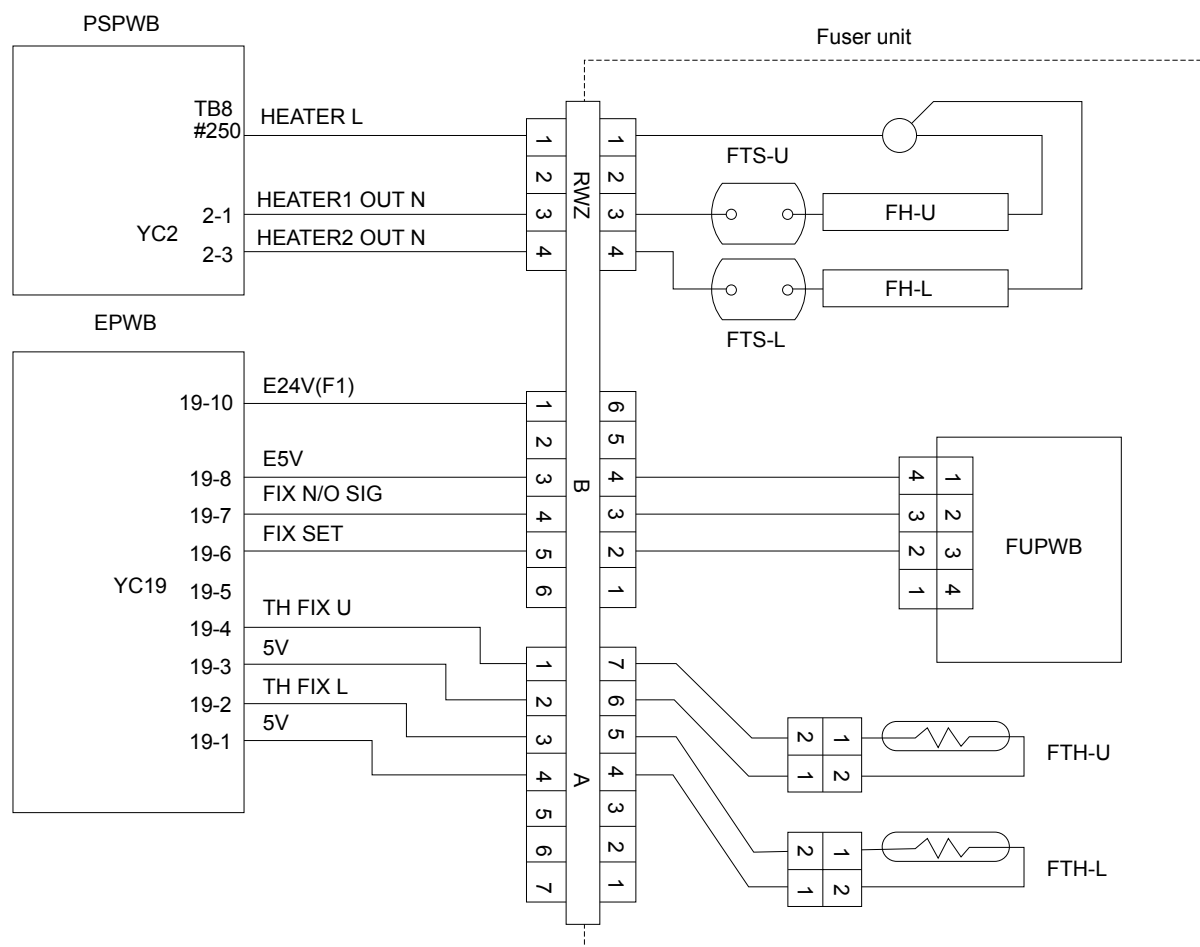 PSPWB
Fuser unit
TB8
#250
HEATER L
YC2
2-1
HEATER1 OUT N
2-3
HEATER2 OUT N
1
2
3
4
RWZ
1
2
3
4
FTS-U
FH-U
FH-L
FTS-L
EPWB
YC19
19-10
E24V(F1)
19-8
E5V
19-7
FIX N/O SIG
19-6
FIX SET
19-5
19-4
TH FIX U
19-3
5V
19-2
TH FIX L
19-1
5V
1
2
3
4
5
6
B
6
5
4
3
2
1
4
3
2
1
1
2
3
4
FUPWB
1
2
3
4
5
6
7
A
7
6
5
4
3
2
1
2 1
1 2
FTH-U
2 1
1 2
FTH-L